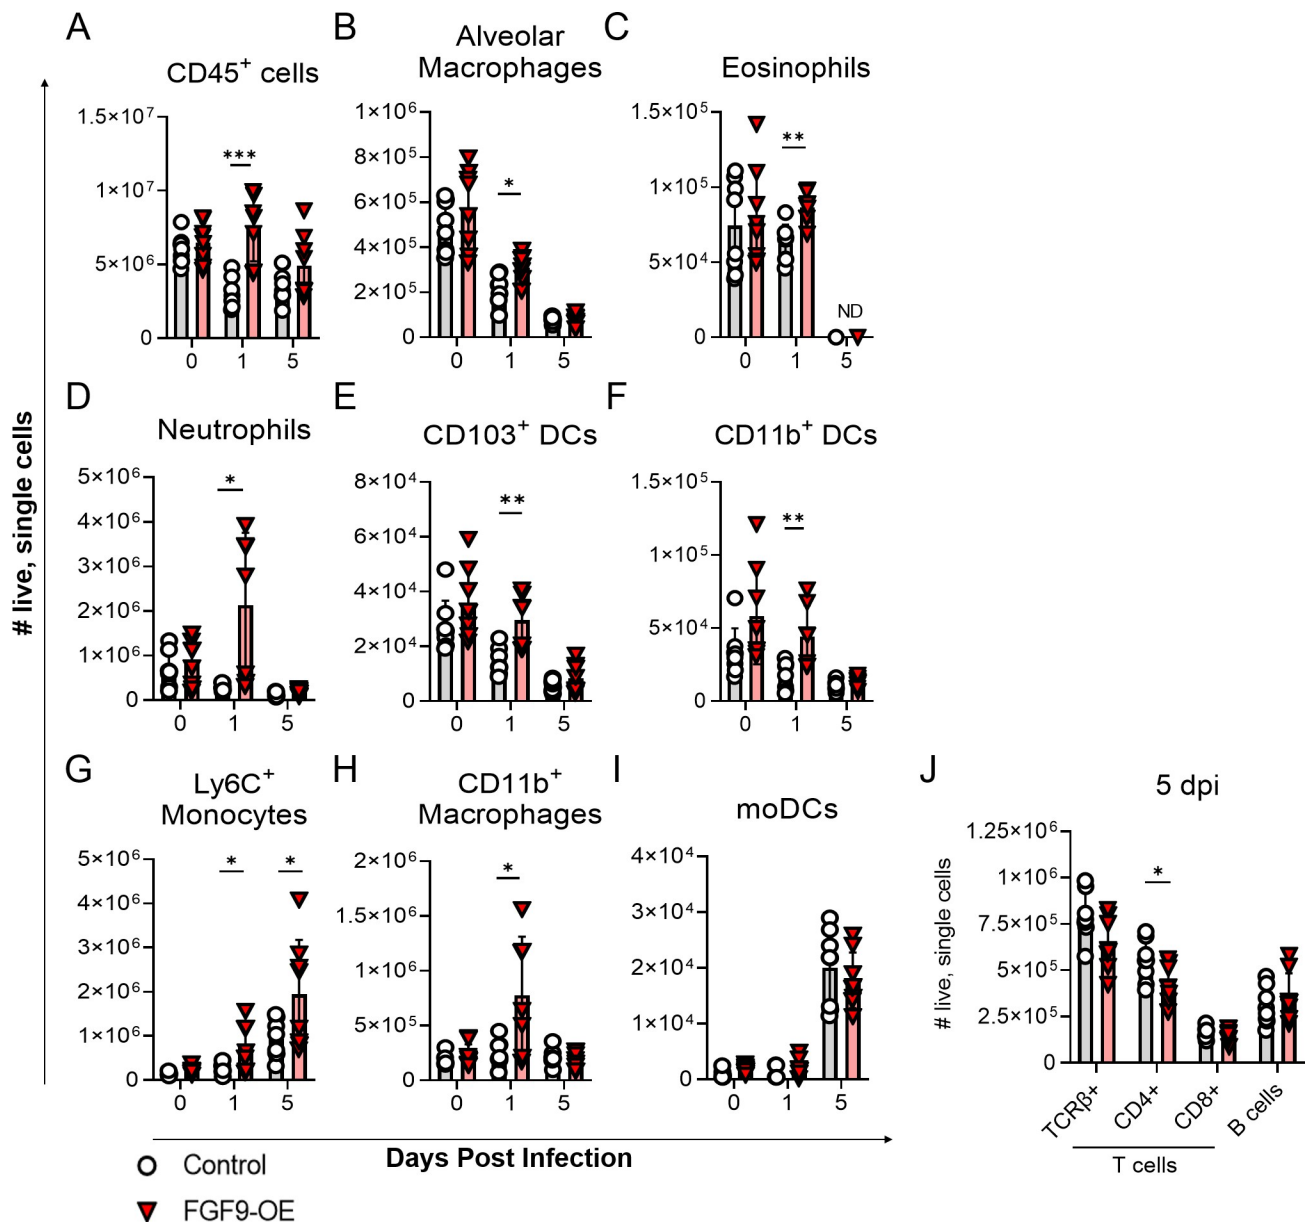 A
CD45⁺ cells
1.5×10⁷
1×10⁷
5×10⁶
0
***
0 1 5
B
Alveolar
Macrophages
1×10⁶
8×10⁵
6×10⁵
4×10⁵
2×10⁵
0
*
0 1 5
C
Eosinophils
1.5×10⁵
1×10⁵
5×10⁴
0
**
ND
0 1 5
# live, single cells
D
Neutrophils
5×10⁶
4×10⁶
3×10⁶
2×10⁶
1×10⁶
0
*
0 1 5
E
CD103⁺ DCs
8×10⁴
6×10⁴
4×10⁴
2×10⁴
0
**
0 1 5
F
CD11b⁺ DCs
1.5×10⁵
1×10⁵
5×10⁴
0
**
0 1 5
G
Ly6C⁺
Monocytes
5×10⁶
4×10⁶
3×10⁶
2×10⁶
1×10⁶
0
* *
0 1 5
H
CD11b⁺
Macrophages
2×10⁶
1.5×10⁶
1×10⁶
5×10⁵
0
*
0 1 5
I
moDCs
4×10⁴
3×10⁴
2×10⁴
1×10⁴
0
0 1 5
J
5 dpi
# live, single cells
1.25×10⁶
1×10⁶
7.5×10⁵
5×10⁵
2.5×10⁵
0
*
TCRβ+
CD4+
CD8+
B cells
T cells
Days Post Infection
Control
FGF9-OE